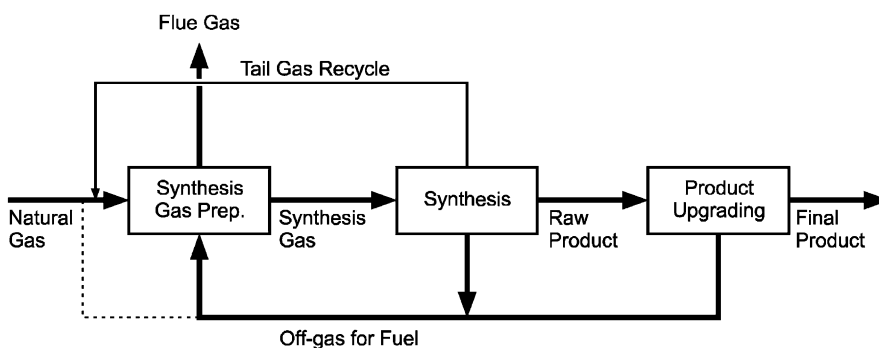 Flue Gas
Tail Gas Recycle
Synthesis
Gas Prep.
Synthesis
Product
Upgrading
Natural
Gas
Synthesis
Gas
Raw
Product
Final
Product
Off-gas for Fuel